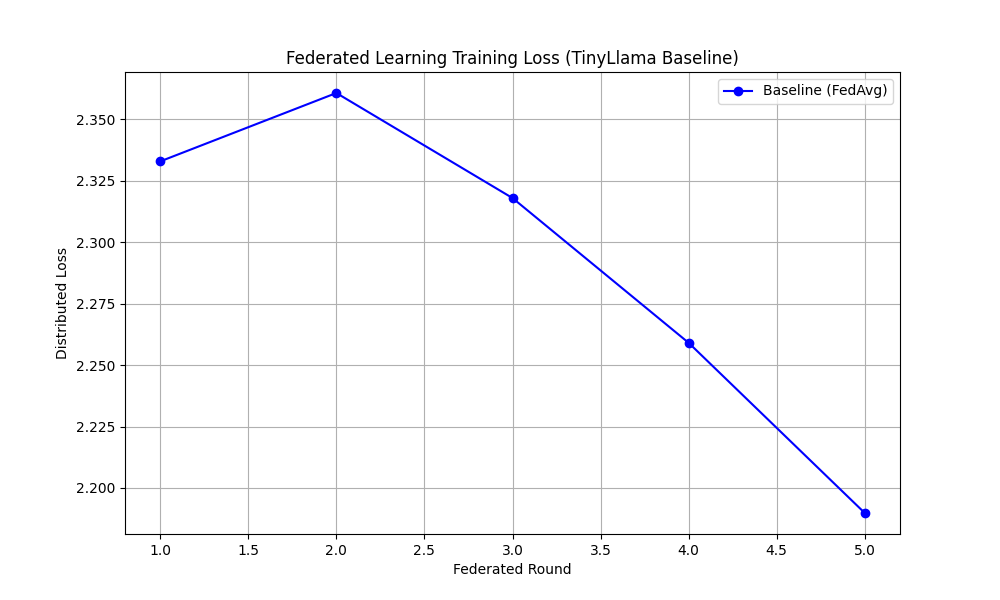 Federated Learning Training Loss (TinyLlama Baseline)
Baseline (FedAvg)
2.350
2.325
2.300
2.275
2.250
2.225
2.200
Distributed Loss
1.0 1.5 2.0 2.5 3.0 3.5 4.0 4.5 5.0
Federated Round